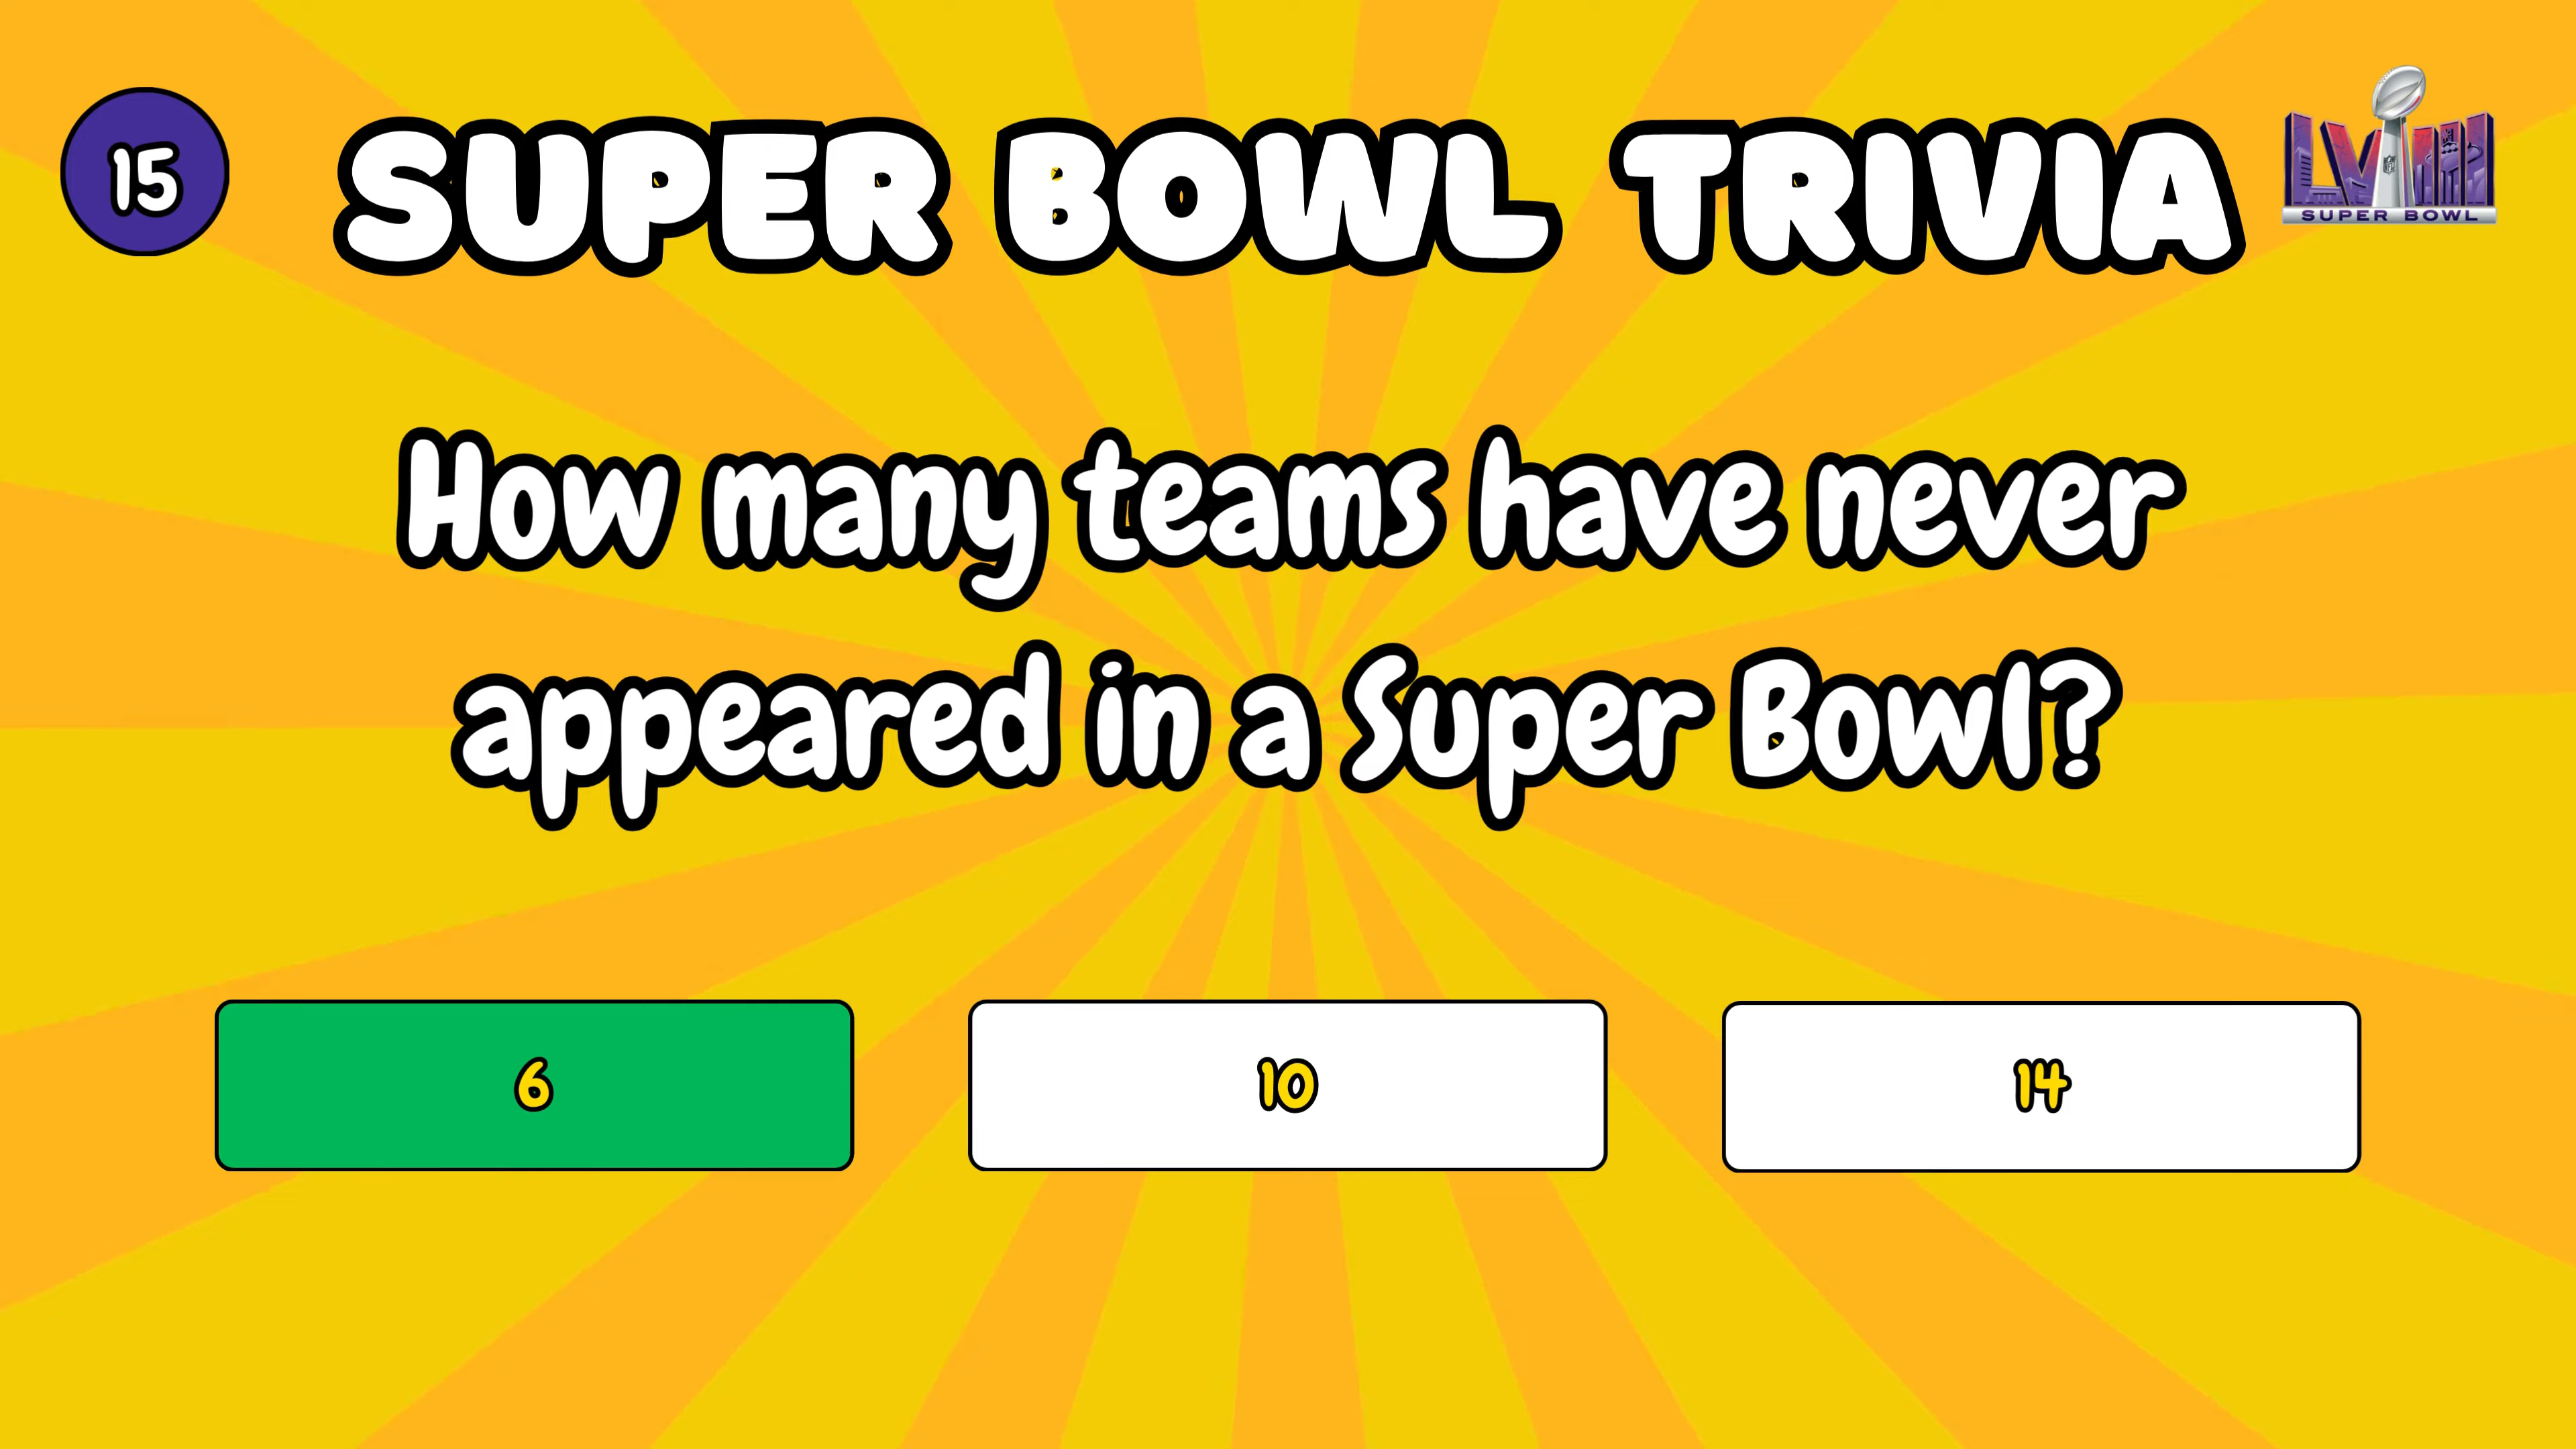 15
SUPER BOWL TRIVIA
LVIII
SUPER BOWL
How many teams have never
appeared in a Super Bowl?
6
10
14